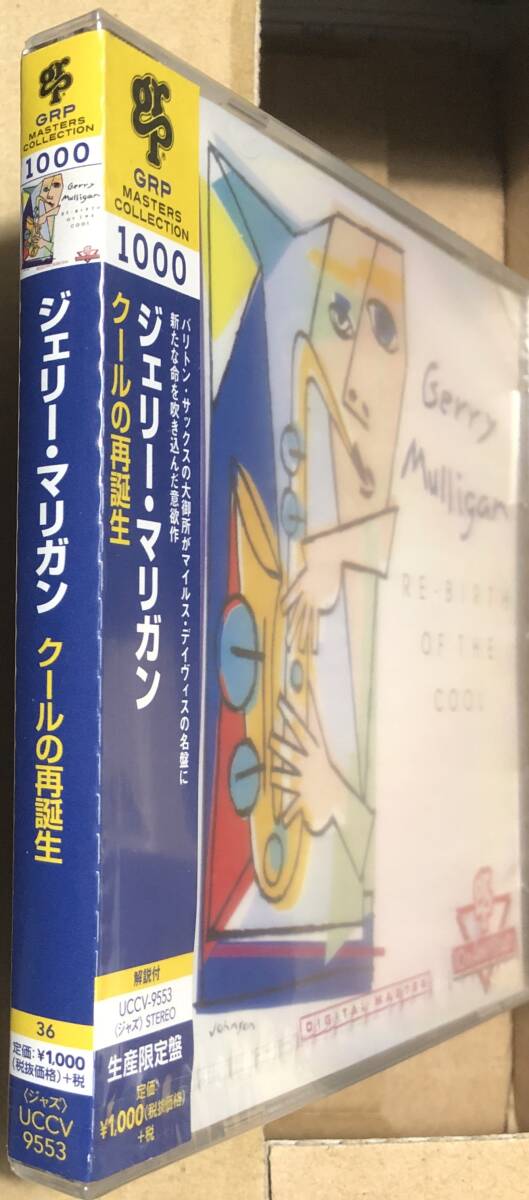 grp
GRP
MASTERS
COLLECTION
1000
Gerry
Mulligan
RE-BIRTH
OF THE
COOL
ジェリー・マリガン
クールの再誕生
36
定価:¥1,000
(税抜価格)+税
〈ジャズ〉
UCCV
9553
grp
GRP
MASTERS
COLLECTION
1000
バリトン・サックスの大御所がマイルス・デイヴィスの名盤に
新たな命を吹き込んだ意欲作
ジェリー・マリガン
クールの再誕生
解説付
UCCV-9553
〈ジャズ〉STEREO
生産限定盤
定価:
¥1,000(税抜価格)
+税
Gerry
Mulligan
RE-BIRTH
OF THE
COOL
Johnson
DIGITAL MASTER